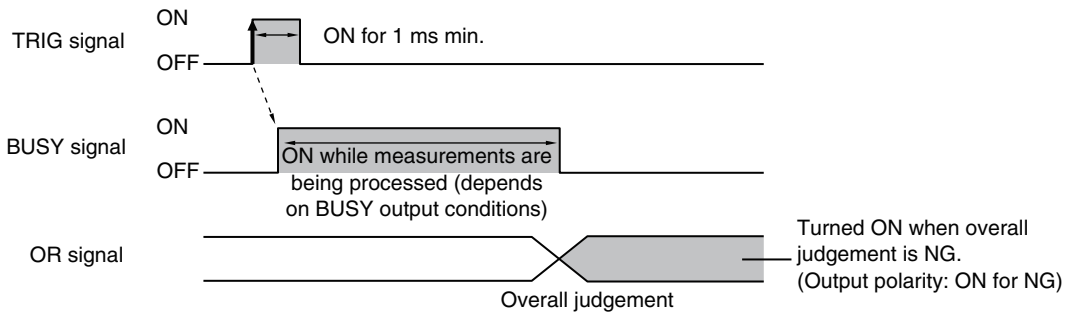 ON
TRIG signal
ON for 1 ms min.
OFF
ON
BUSY signal
ON while measurements are
OFF
being processed (depends
on BUSY output conditions)
OR signal
Turned ON when overall
judgement is NG.
(Output polarity: ON for NG)
Overall judgement